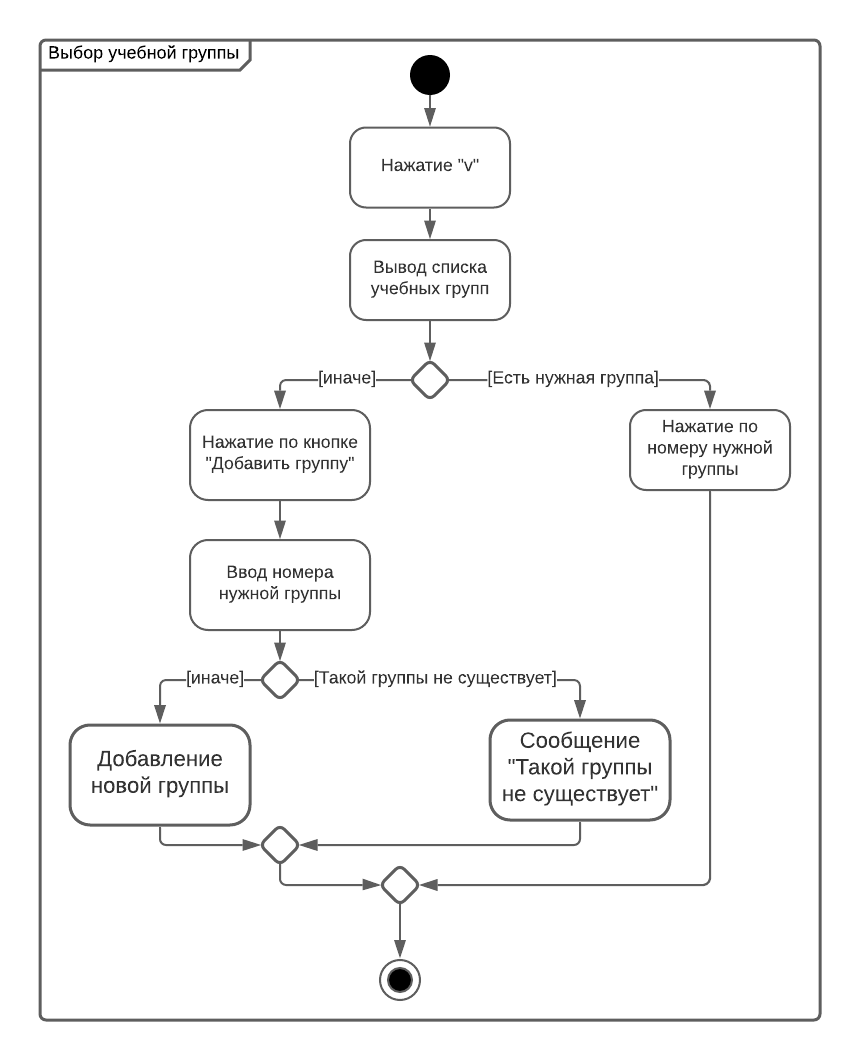 Выбор учебной группы
Нажатие "v"
Вывод списка
учебных групп
[иначе]
[Есть нужная группа]
Нажатие по кнопке
"Добавить группу"
Нажатие по
номеру нужной
группы
Ввод номера
нужной группы
[иначе]
[Такой группы не существует]
Добавление
новой группы
Сообщение
"Такой группы
не существует"